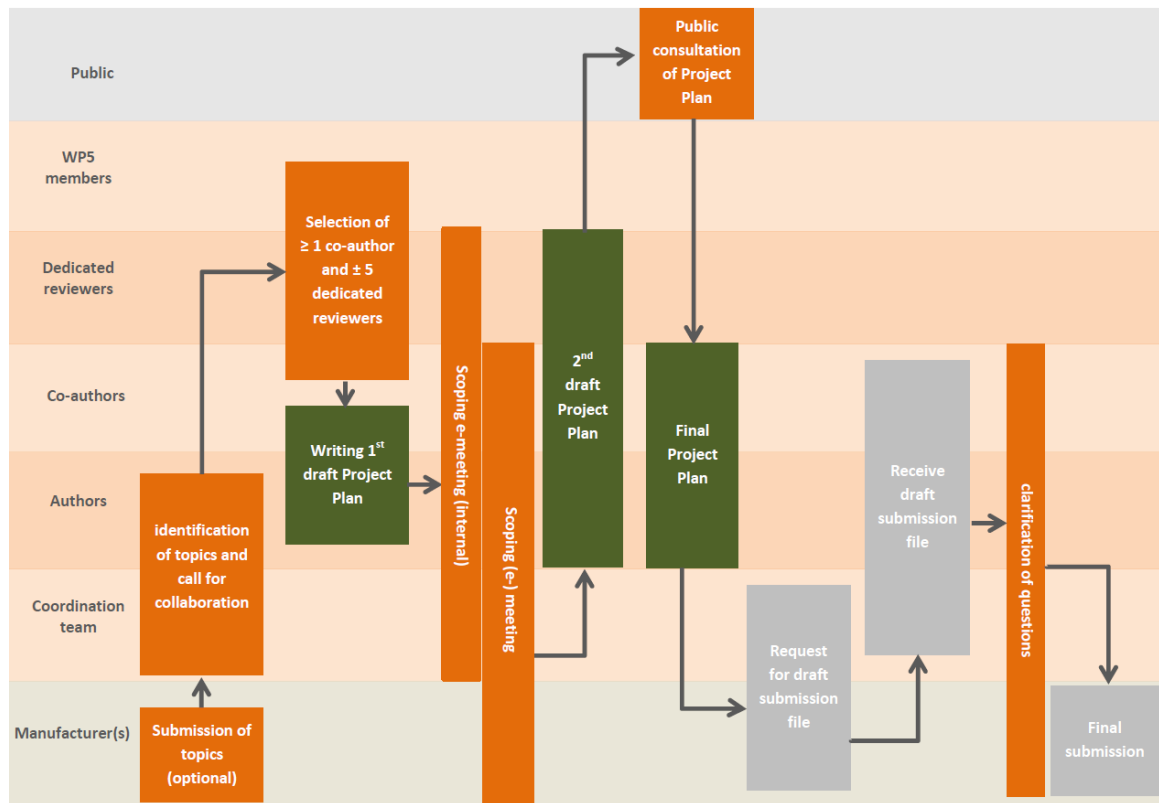 Public
WP5
members
Dedicated
reviewers
Co-authors
Authors
Coordination
team
Manufacturer(s)
Submission of
topics
(optional)
identification
of topics and
call for
collaboration
Selection of
≥ 1 co-author
and ± 5
dedicated
reviewers
Writing 1st
draft Project
Plan
Scoping e-meeting (internal)
Scoping (e-) meeting
2nd
draft
Project
Plan
Public
consultation
of Project
Plan
Final
Project
Plan
Request
for draft
submission
file
Receive
draft
submission
file
clarification of questions
Final
submission